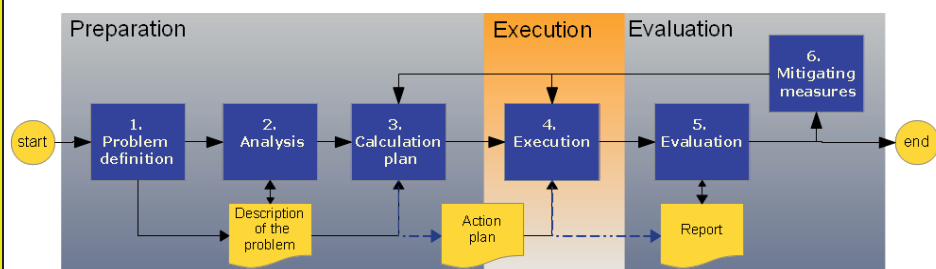 Preparation
Execution
Evaluation
6.
Mitigating
measures
start
1.
Problem
definition
2.
Analysis
3.
Calculation
plan
4.
Execution
5.
Evaluation
end
Description
of the
problem
Action
plan
Report